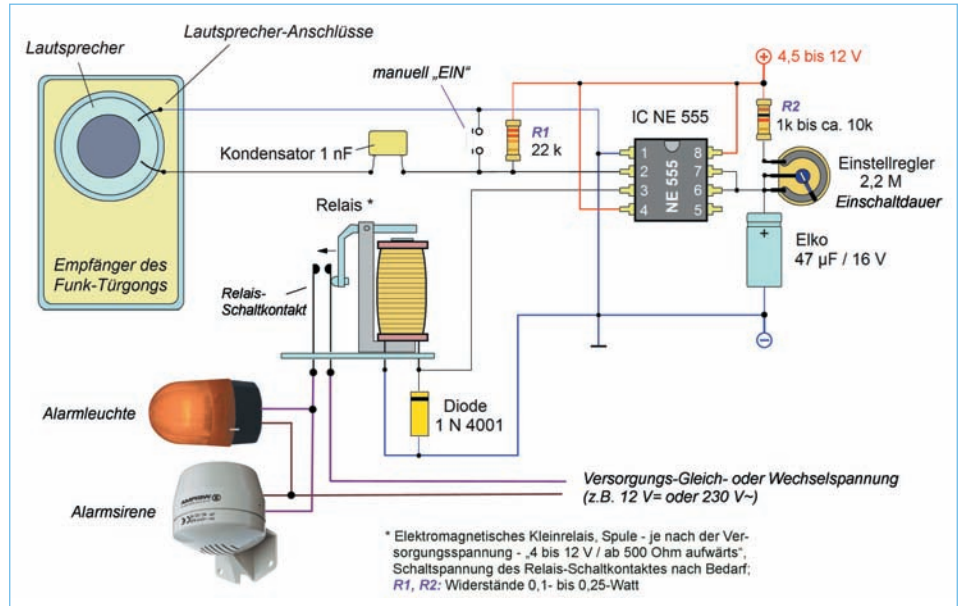 Lautsprecher
Lautsprecher-Anschlüsse
manuell „EIN“
4,5 bis 12 V
R2
1k bis ca. 10k
IC NE 555
R1
22 k
Kondensator 1 nF
Einstellregler
2,2 M
Einschaltdauer
1
2
3
4
NE 555
8
7
6
5
Relais *
Elko
47 µF / 16 V
Empfänger des
Funk-Türgongs
Relais-
Schaltkontakt
Diode
1 N 4001
Alarmleuchte
Alarmsirene
Versorgungs-Gleich- oder Wechselspannung
(z.B. 12 V= oder 230 V~)
* Elektromagnetisches Kleinrelais, Spule - je nach der Ver-
sorgungsspannung - „4 bis 12 V / ab 500 Ohm aufwärts“,
Schaltspannung des Relais-Schaltkontaktes nach Bedarf;
R1, R2: Widerstände 0,1- bis 0,25-Watt